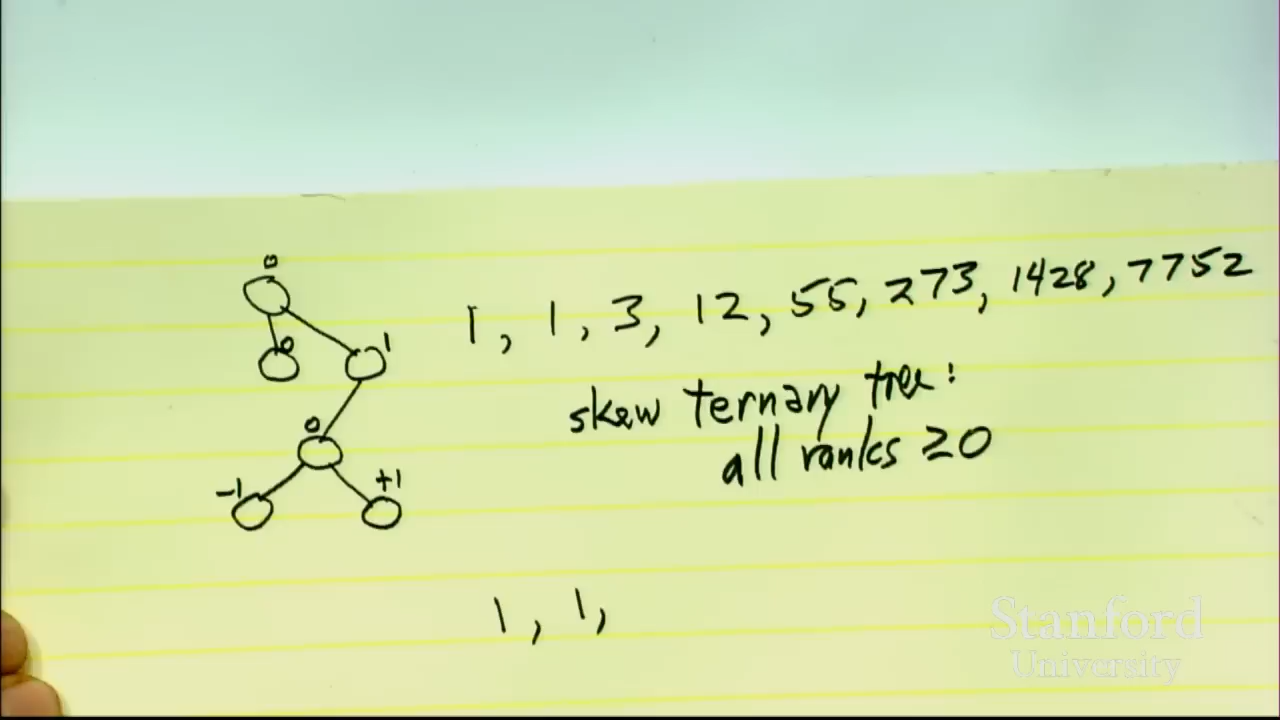 0
1, 1, 3, 12, 55, 273, 1428, 7752
0
1
skew ternary tree:
all ranks ≥0
0
-1
+1
1, 1,
Stanford
University